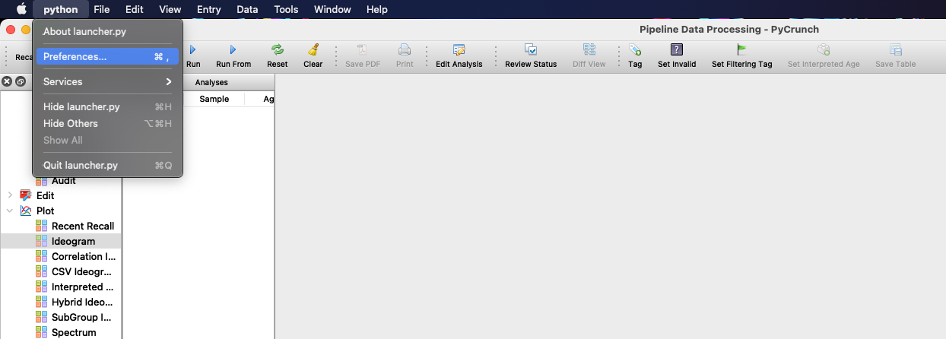 python File Edit View Entry Data Tools Window Help
About launcher.py
Preferences... ⌘ ,
Services
Hide launcher.py ⌘H
Hide Others ⌥⌘H
Show All
Quit launcher.py ⌘Q
Pipeline Data Processing - PyCrunch
Reca
Run Run From Reset Clear Save PDF Print Edit Analysis Review Status Diff View Tag Set Invalid Set Filtering Tag Set Interpreted Age Save Table
Analyses
Sample Ag
Audit
Edit
Plot
Recent Recall
Ideogram
Correlation I...
CSV Ideogr...
Interpreted ...
Hybrid Ideo...
SubGroup I...
Spectrum